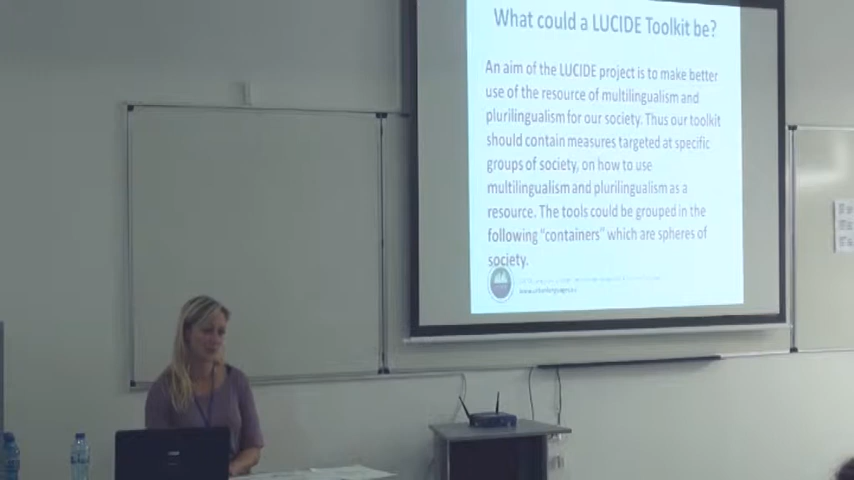 What could a LUCIDE Toolkit be?
An aim of the LUCIDE project is to make better
use of the resource of multilingualism and
plurilingualism for our society. Thus our toolkit
should contain measures targeted at specific
groups of society, on how to use
multilingualism and plurilingualism as a
resource. The tools could be grouped in the
following "containers" which are spheres of
society.